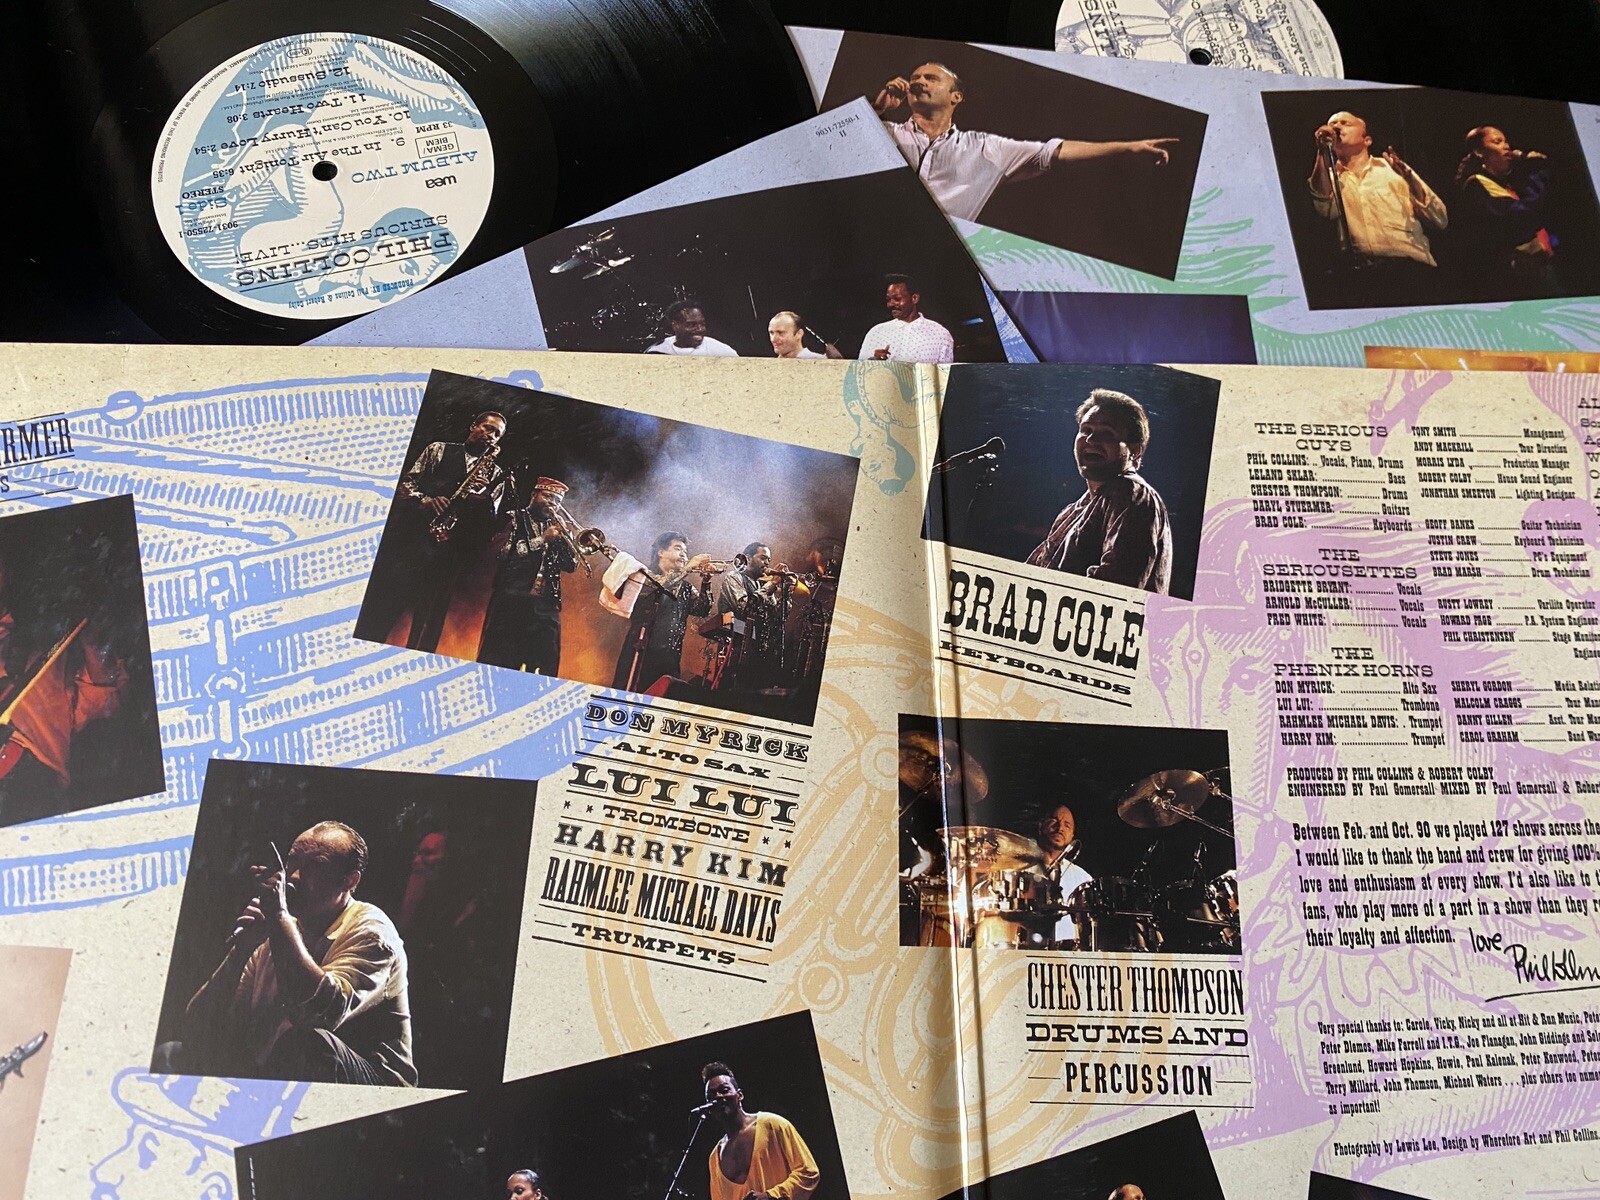 PHIL COLLINS
SERIOUS HITS...LIVE!
PRODUCED BY: Phil Collins & Robert Colby
wea
ALBUM TWO
GEMA/
BIEM
33 RPM
STEREO
Side 1
9031-72550-1
9. In The Air Tonight 6:35
10. You Can't Hurry Love 2:54
11. Two Hearts 3:08
12. Sussudio 7:14
9031-72550-1
II
DON MYRICK
ALTO SAX
LUI LUI
TROMBONE
HARRY KIM
RAHMLEE MICHAEL DAVIS
TRUMPETS
BRAD COLE
KEYBOARDS
CHESTER THOMPSON
DRUMS AND
PERCUSSION
THE SERIOUS
GUYS
PHIL COLLINS: .. Vocals, Piano, Drums
LELAND SKLAR: Bass
CHESTER THOMPSON: Drums
DARYL STUERMER: Guitars
BRAD COLE: Keyboards
THE
SERIOUSETTES
BRIDGETTE BRYANT: Vocals
ARNOLD McCULLER: Vocals
FRED WHITE: Vocals
THE
PHENIX HORNS
DON MYRICK: Alto Sax
LUI LUI: Trombone
RAHMLEE MICHAEL DAVIS: Trumpet
HARRY KIM: Trumpet
TONY SMITH Management
ANDY MACKRILL Tour Direction
MORRIS LYDA Production Manager
ROBERT COLBY House Sound Engineer
JONATHAN SMEETON Lighting Designer
GEOFF BANKS Guitar Technician
JUSTIN CREW Keyboard Technician
STEVE JONES PC's Equipment
BRAD MARSH Drum Technician
RUSTY LOWREY Varilite Operator
HOWARD PAGE P.A. System Engineer
PHIL CHRISTENSEN Stage
SHERYL GORDON Media
MALCOLM CRAGGS Tour
DANNY GILLEN Asst. Tour
CAROL GRAHAM Band
PRODUCED BY PHIL COLLINS & ROBERT COLBY
ENGINEERED BY Paul Gomersall MIXED BY Paul Gomersall &
Between Feb. and Oct. 90 we played 127 shows across the
I would like to thank the band and crew for giving 100%
love and enthusiasm at every show. I'd also like to
fans, who play more of a part in a show than they
their loyalty and affection. love
Very special thanks to: Carole, Vicky, Nicky and all at Hit & Run Music,
Peter Diemos, Mike Farrell and I.T.G., Joe Flanagan, John Giddings and
Greenlund, Howard Hopkins, Howie, Paul Kalenak, Peter Kenwood,
Terry Millard, John Thomson, Michael Waters ... plus others too
as important!
Photography by Lewis Lee, Design by Wherefore Art and Phil Collins.